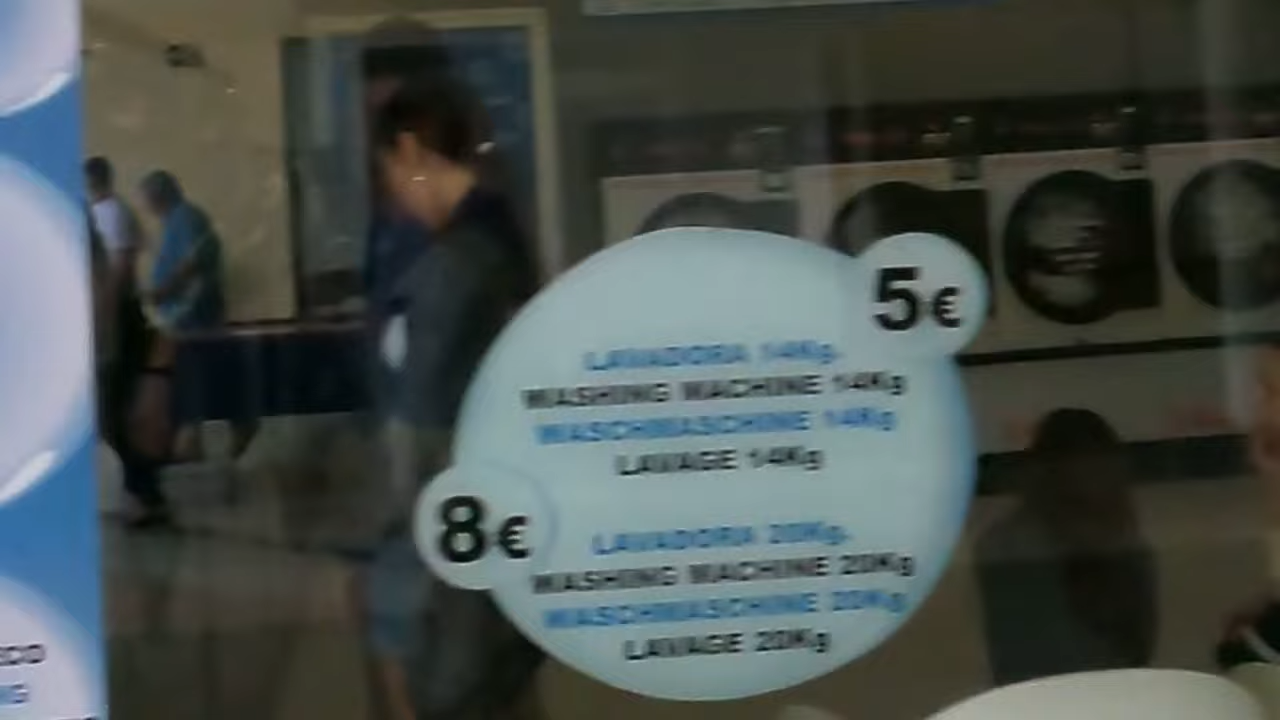 5€
LAVADORA 14Kg.
WASHING MACHINE 14Kg
WASCHMASCHINE 14Kg
LAVAGE 14Kg
8€
LAVADORA 20Kg.
WASHING MACHINE 20Kg
WASCHMASCHINE 20Kg
LAVAGE 20Kg